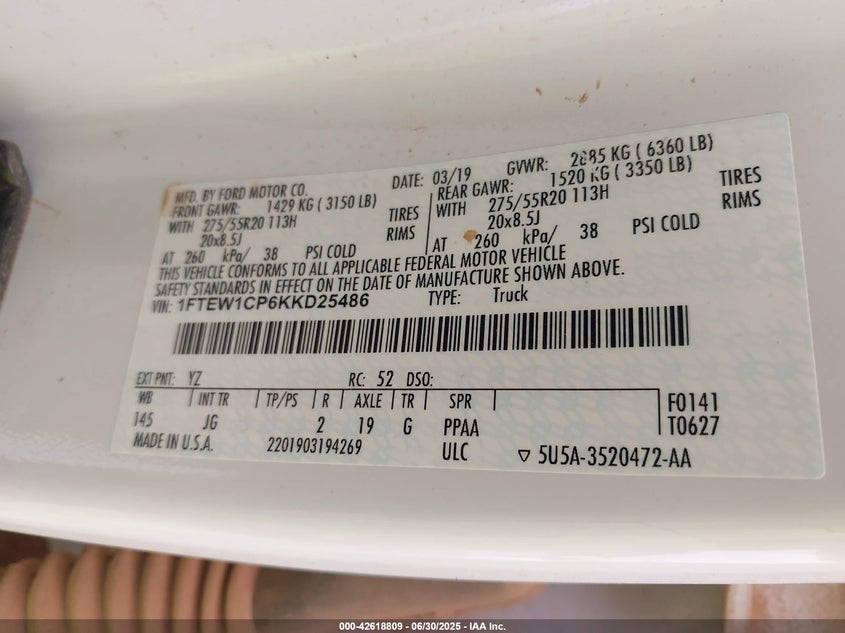 MFD. BY FORD MOTOR CO. DATE: 03/19 GVWR: 2885 KG ( 6360 LB)
FRONT GAWR: 1429 KG ( 3150 LB) REAR GAWR: 1520 KG ( 3350 LB)
WITH 275/55R20 113H TIRES WITH 275/55R20 113H TIRES
20x8.5J RIMS 20x8.5J RIMS
AT 260 kPa/ 38 PSI COLD AT 260 kPa/ 38 PSI COLD
THIS VEHICLE CONFORMS TO ALL APPLICABLE FEDERAL MOTOR VEHICLE
SAFETY STANDARDS IN EFFECT ON THE DATE OF MANUFACTURE SHOWN ABOVE.
VIN: 1FTEW1CP6KKD25486 TYPE: Truck
EXT PNT: YZ RC: 52 DSO:
WB INT TR TP/PS R AXLE TR SPR F0141
145 JG 2 19 G PPAA T0627
MADE IN U.S.A. 2201903194269 ULC ▽ 5U5A-3520472-AA
000-42618809 - 06/30/2025 - IAA Inc.